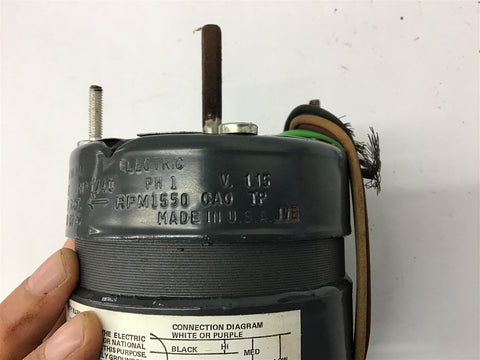 ELECTRIC
PH 1 V. 115
RPM1550 CAO TP
MADE IN U.S.A.
THE ELECTRIC
OR NATIONAL
THIS PURPOSE.
CONNECTION DIAGRAM
WHITE OR PURPLE
BLACK HI
MED